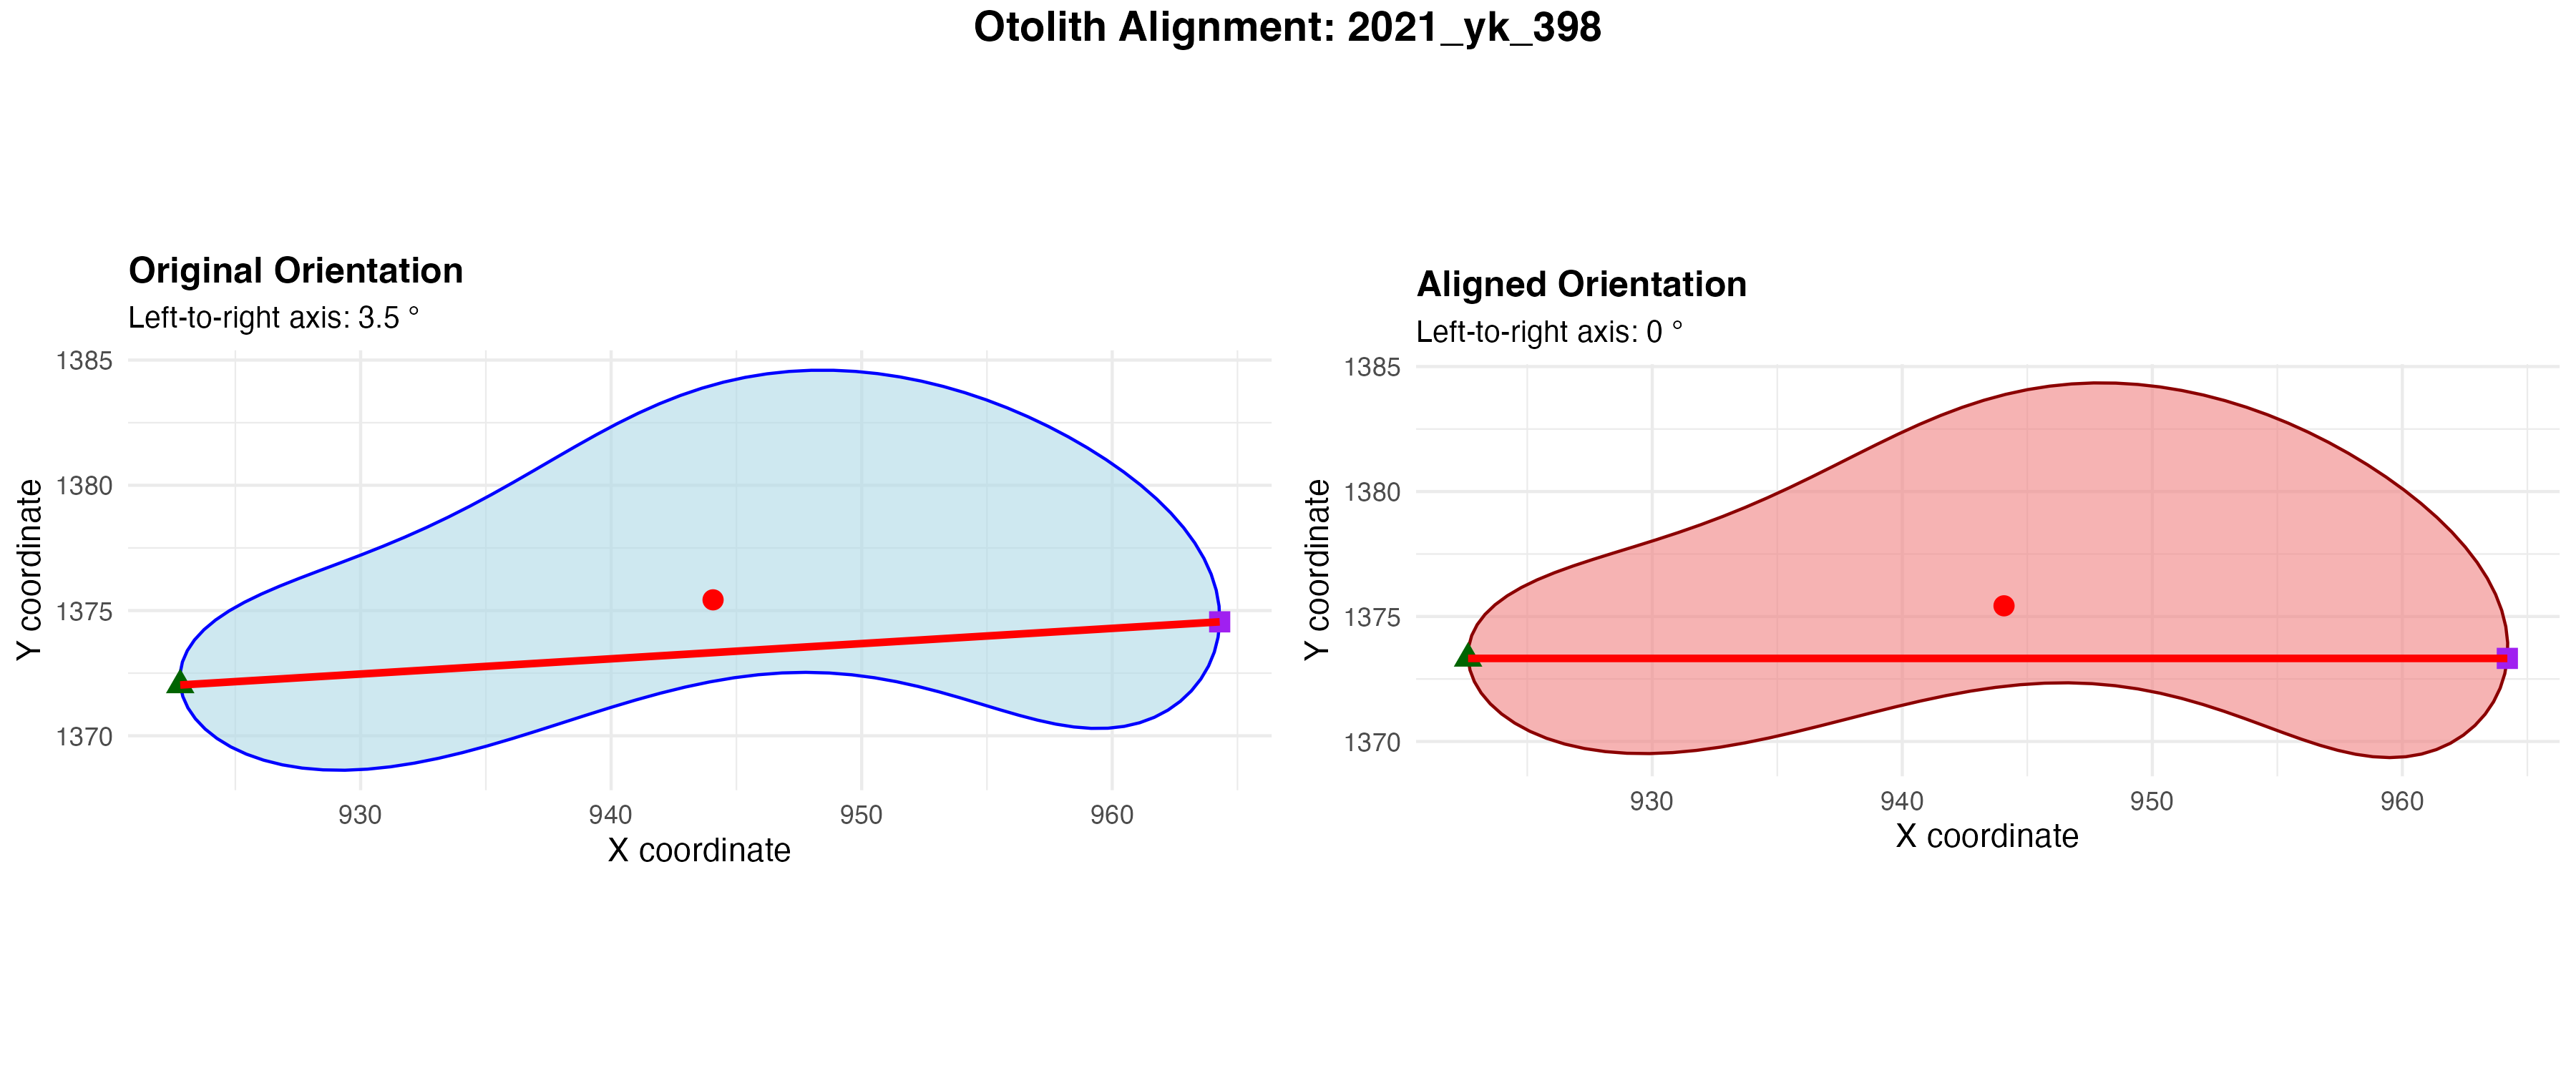 Otolith Alignment: 2021_yk_398
Original Orientation
Left-to-right axis: 3.5 °
1385
1380
1375
1370
Y coordinate
930
940
950
960
X coordinate
Aligned Orientation
Left-to-right axis: 0 °
1385
1380
1375
1370
Y coordinate
930
940
950
960
X coordinate